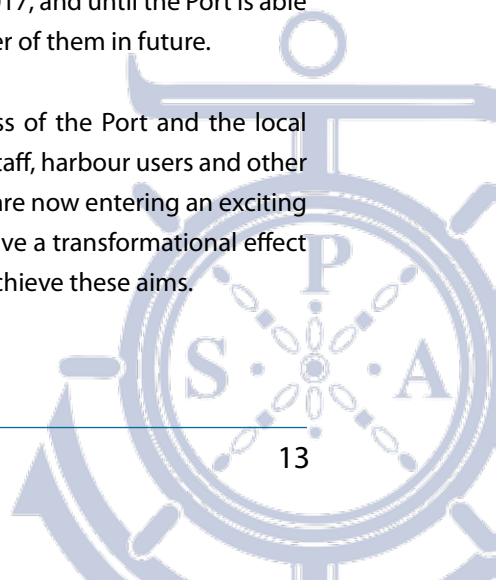 17, and until the Port is able
er of them in future.
ss of the Port and the local
taff, harbour users and other
are now entering an exciting
ve a transformational effect
chieve these aims.
P
S · A
13